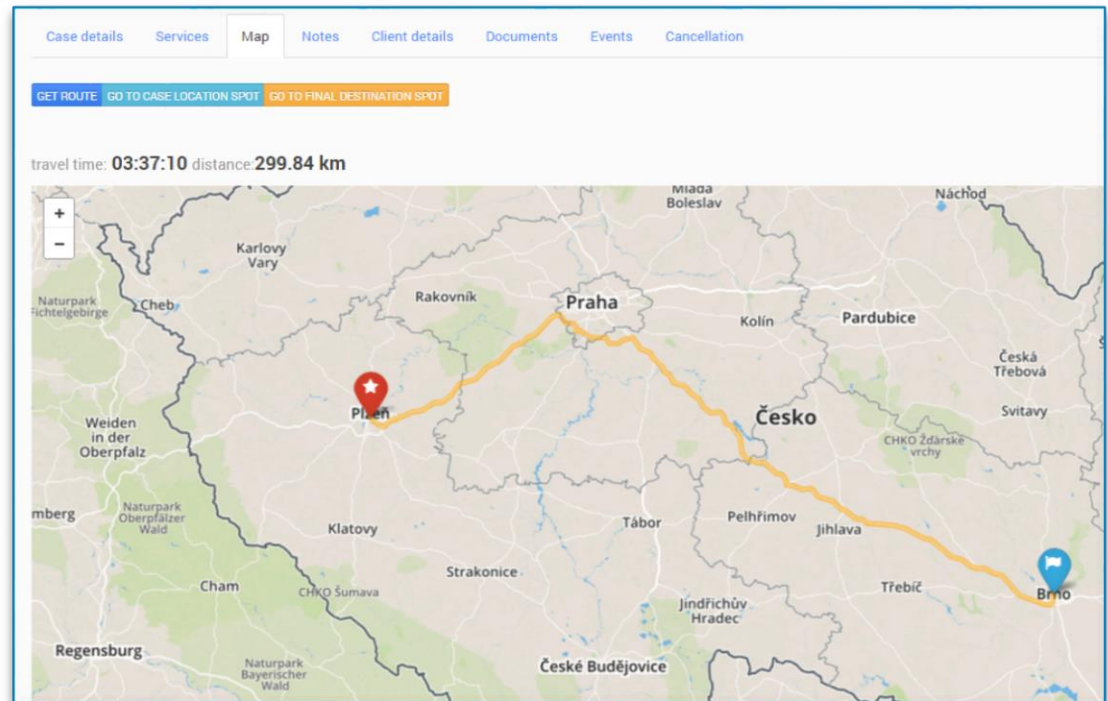 Case details Services Map Notes Client details Documents Events Cancellation
GET ROUTE GO TO CASE LOCATION SPOT GO TO FINAL DESTINATION SPOT
travel time: 03:37:10 distance:299.84 km
+
−
Mladá
Boleslav
Náchod
Karlovy
Vary
Naturpark
Fichtelgebirge
Cheb
Rakovník
Praha
Kolín
Pardubice
Česká
Třebová
Plzeň
Česko
Svitavy
Weiden
in der
Oberpfalz
CHKO Žďárské
vrchy
mberg
Naturpark
Oberpfälzer
Wald
Klatovy
Tábor
Pelhřimov
Jihlava
Strakonice
Cham
CHKO Šumava
Třebíč
Brno
Jindřichův
Hradec
Regensburg
Naturpark
Bayerischer
Wald
České Budějovice